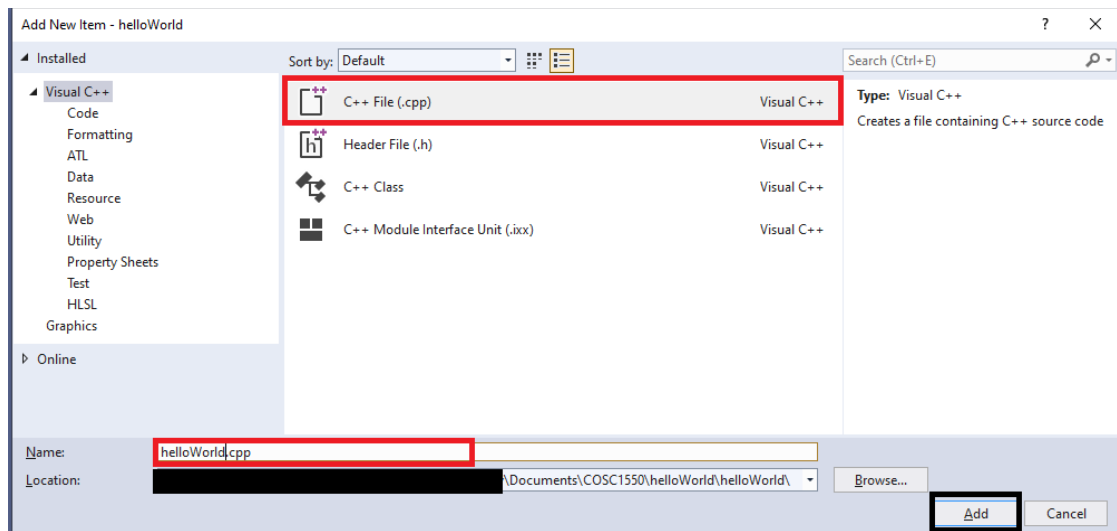 Add New Item - helloWorld ? ×
Installed
Sort by: Default
Search (Ctrl+E)
Visual C++
Code
Formatting
ATL
Data
Resource
Web
Utility
Property Sheets
Test
HLSL
Graphics
Online
C++ File (.cpp) Visual C++
Header File (.h) Visual C++
C++ Class Visual C++
C++ Module Interface Unit (.ixx) Visual C++
Type: Visual C++
Creates a file containing C++ source code
Name: helloWorld.cpp
Location: \Documents\COSC1550\helloWorld\helloWorld\ Browse...
Add Cancel